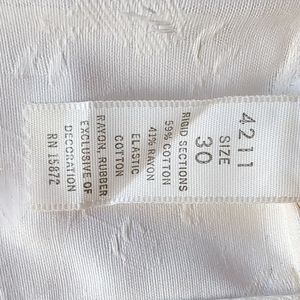 4211
SIZE
30
RIGID SECTIONS
59% COTTON
41% RAYON
ELASTIC
COTTON
RAYON, RUBBER
EXCLUSIVE OF
DECORATION
RN 15872